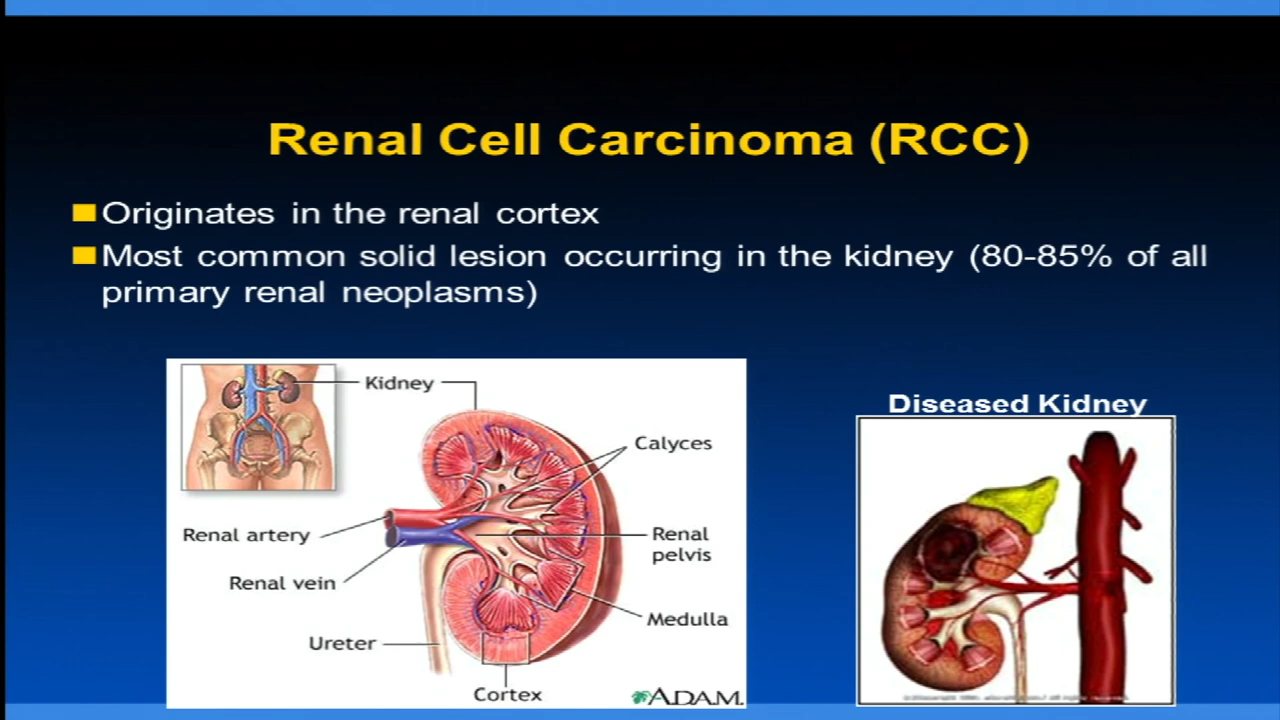 Renal Cell Carcinoma (RCC)
Originates in the renal cortex
Most common solid lesion occurring in the kidney (80-85% of all
primary renal neoplasms)
Kidney
Calyces
Renal artery
Renal vein
Renal
pelvis
Medulla
Ureter
Cortex
A.D.A.M.
Diseased Kidney